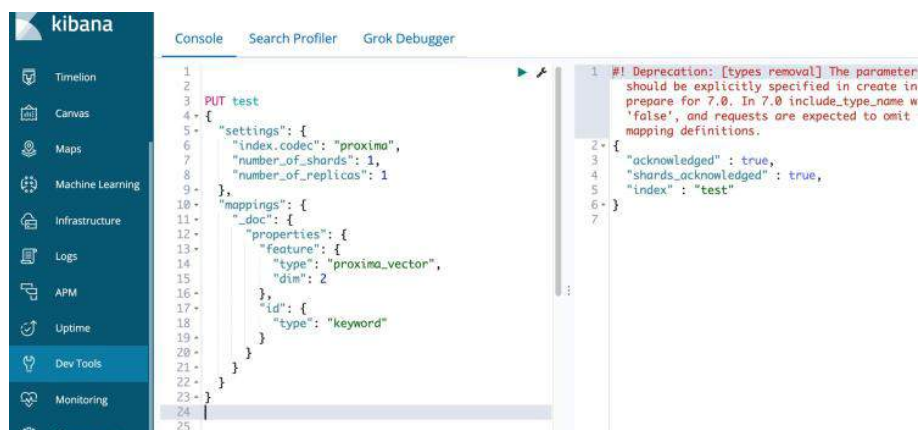 kibana
Timelion
Canvas
Maps
Machine Learning
Infrastructure
Logs
APM
Uptime
Dev Tools
Monitoring
Console Search Profiler Grok Debugger
1
2
3 PUT test
4 {
5 "settings": {
6 "index.codec": "proxima",
7 "number_of_shards": 1,
8 "number_of_replicas": 1
9 },
10 "mappings": {
11 "_doc": {
12 "properties": {
13 "feature": {
14 "type": "proxima_vector",
15 "dim": 2
16 },
17 "id": {
18 "type": "keyword"
19 }
20 }
21 }
22 }
23 }
24
25
1 #! Deprecation: [types removal] The parameter
should be explicitly specified in create in
prepare for 7.0. In 7.0 include_type_name w
'false', and requests are expected to omit
mapping definitions.
2 {
3 "acknowledged" : true,
4 "shards_acknowledged" : true,
5 "index" : "test"
6 }
7